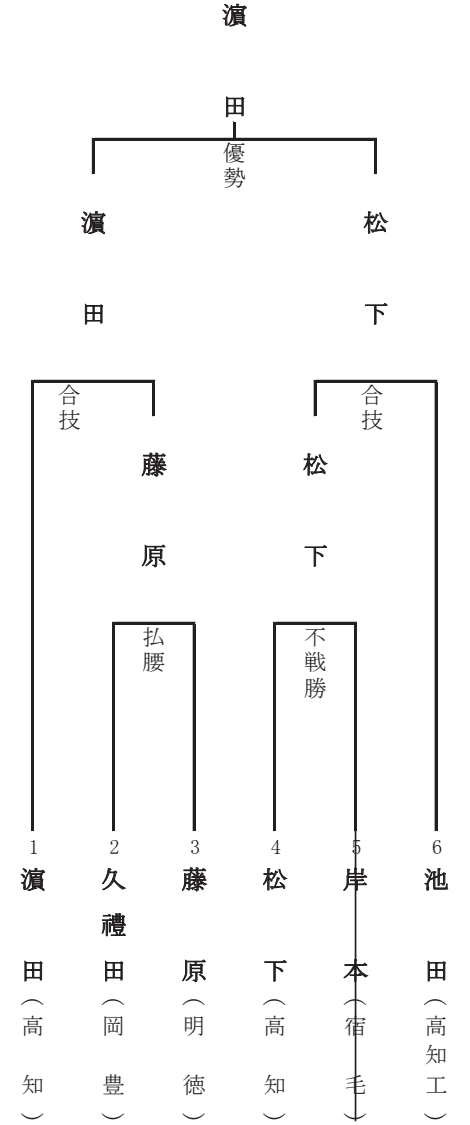 濵田
優勢
濵田
松下
合技
合技
藤原
松下
払腰
不戦勝
1
濵田(高知)
2
久禮田(岡豊)
3
藤原(明徳)
4
松下(高知)
5
岸本(宿毛)
6
池田(高知工)